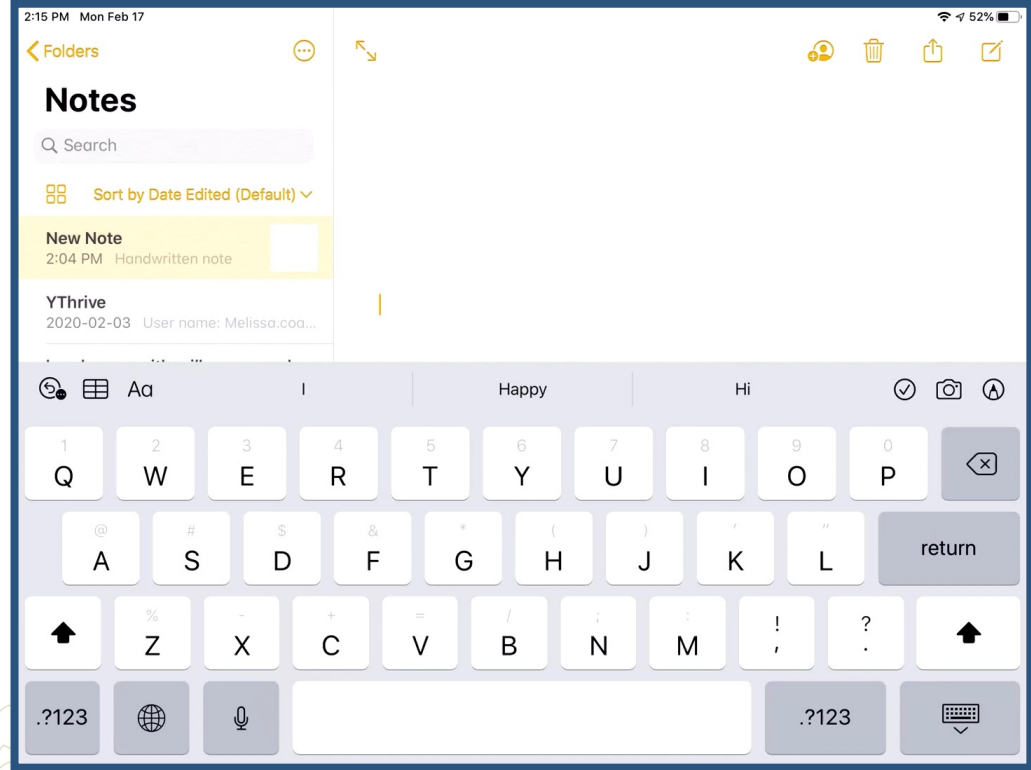 2:15 PM Mon Feb 17 52%
Folders
Notes
Search
Sort by Date Edited (Default)
New Note
2:04 PM Handwritten note
YThrive
2020-02-03 User name: Melissa.coa...
Aa I Happy Hi
1 2 3 4 5 6 7 8 9 0
Q W E R T Y U I O P
@ # $ & * ( ) ' "
A S D F G H J K L return
% - + = / ; : ! ?
Z X C V B N M , .
.?123 .?123